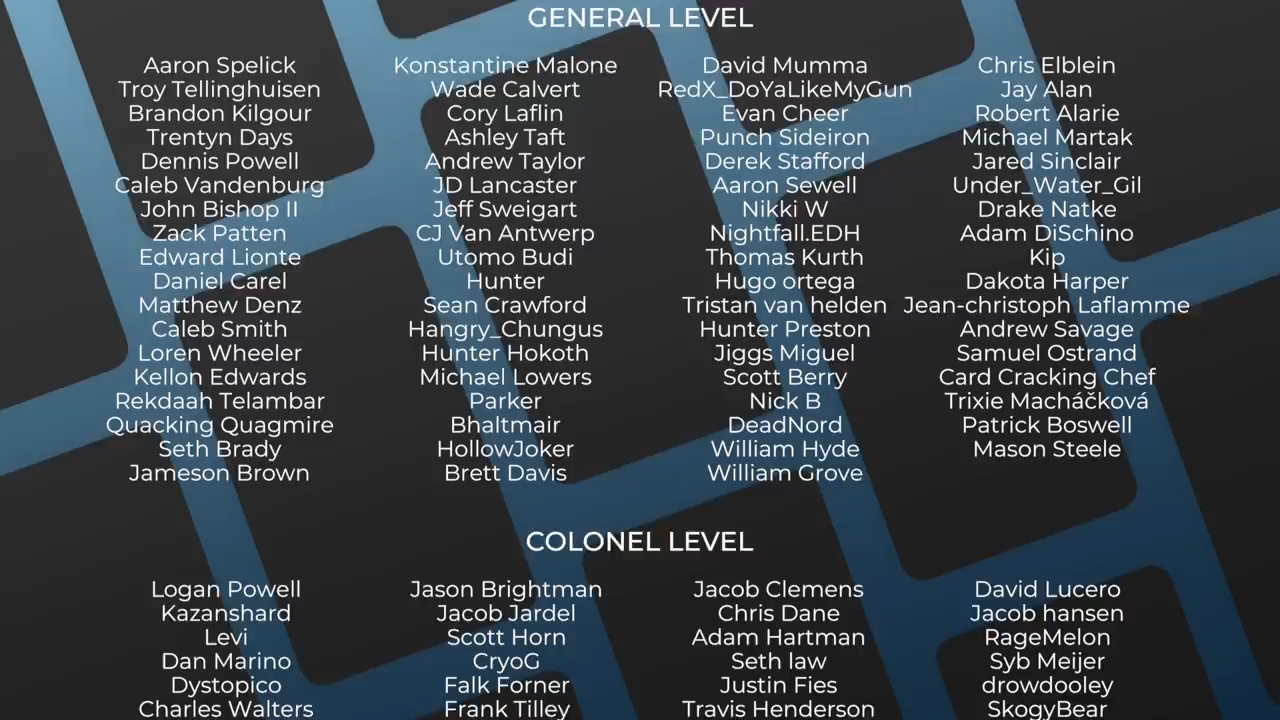 GENERAL LEVEL
Aaron Spelick
Troy Tellinghuisen
Brandon Kilgour
Trentyn Days
Dennis Powell
Caleb Vandenburg
John Bishop II
Zack Patten
Edward Lionte
Daniel Carel
Matthew Denz
Caleb Smith
Loren Wheeler
Kellon Edwards
Rekdaah Telambar
Quacking Quagmire
Seth Brady
Jameson Brown
Konstantine Malone
Wade Calvert
Cory Laflin
Ashley Taft
Andrew Taylor
JD Lancaster
Jeff Sweigart
CJ Van Antwerp
Utomo Budi
Hunter
Sean Crawford
Hangry_Chungus
Hunter Hokoth
Michael Lowers
Parker
Bhaltmair
HollowJoker
Brett Davis
David Mumma
RedX_DoYaLikeMyGun
Evan Cheer
Punch Sideiron
Derek Stafford
Aaron Sewell
Nikki W
Nightfall.EDH
Thomas Kurth
Hugo ortega
Tristan van helden
Hunter Preston
Jiggs Miguel
Scott Berry
Nick B
DeadNord
William Hyde
William Grove
Chris Elblein
Jay Alan
Robert Alarie
Michael Martak
Jared Sinclair
Under_Water_Gil
Drake Natke
Adam DiSchino
Kip
Dakota Harper
Jean-christoph Laflamme
Andrew Savage
Samuel Ostrand
Card Cracking Chef
Trixie Macháčková
Patrick Boswell
Mason Steele
COLONEL LEVEL
Logan Powell
Kazanshard
Levi
Dan Marino
Dystopico
Charles Walters
Jason Brightman
Jacob Jardel
Scott Horn
CryoG
Falk Forner
Frank Tilley
Jacob Clemens
Chris Dane
Adam Hartman
Seth law
Justin Fies
Travis Henderson
David Lucero
Jacob hansen
RageMelon
Syb Meijer
drowdooley
SkogyBear